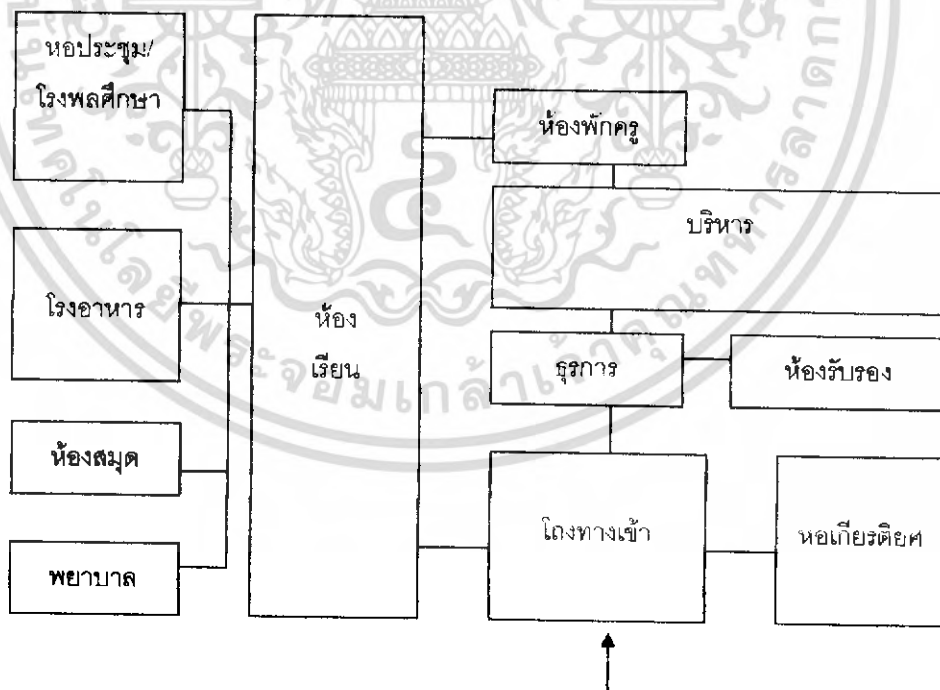 หอประชุม/
โรงพลศึกษา
ห้องพักครู
บริหาร
โรงอาหาร
ห้อง
เรียน
ธุรการ
ห้องรับรอง
ห้องสมุด
โถงทางเข้า
หอเกียรติยศ
พยาบาล